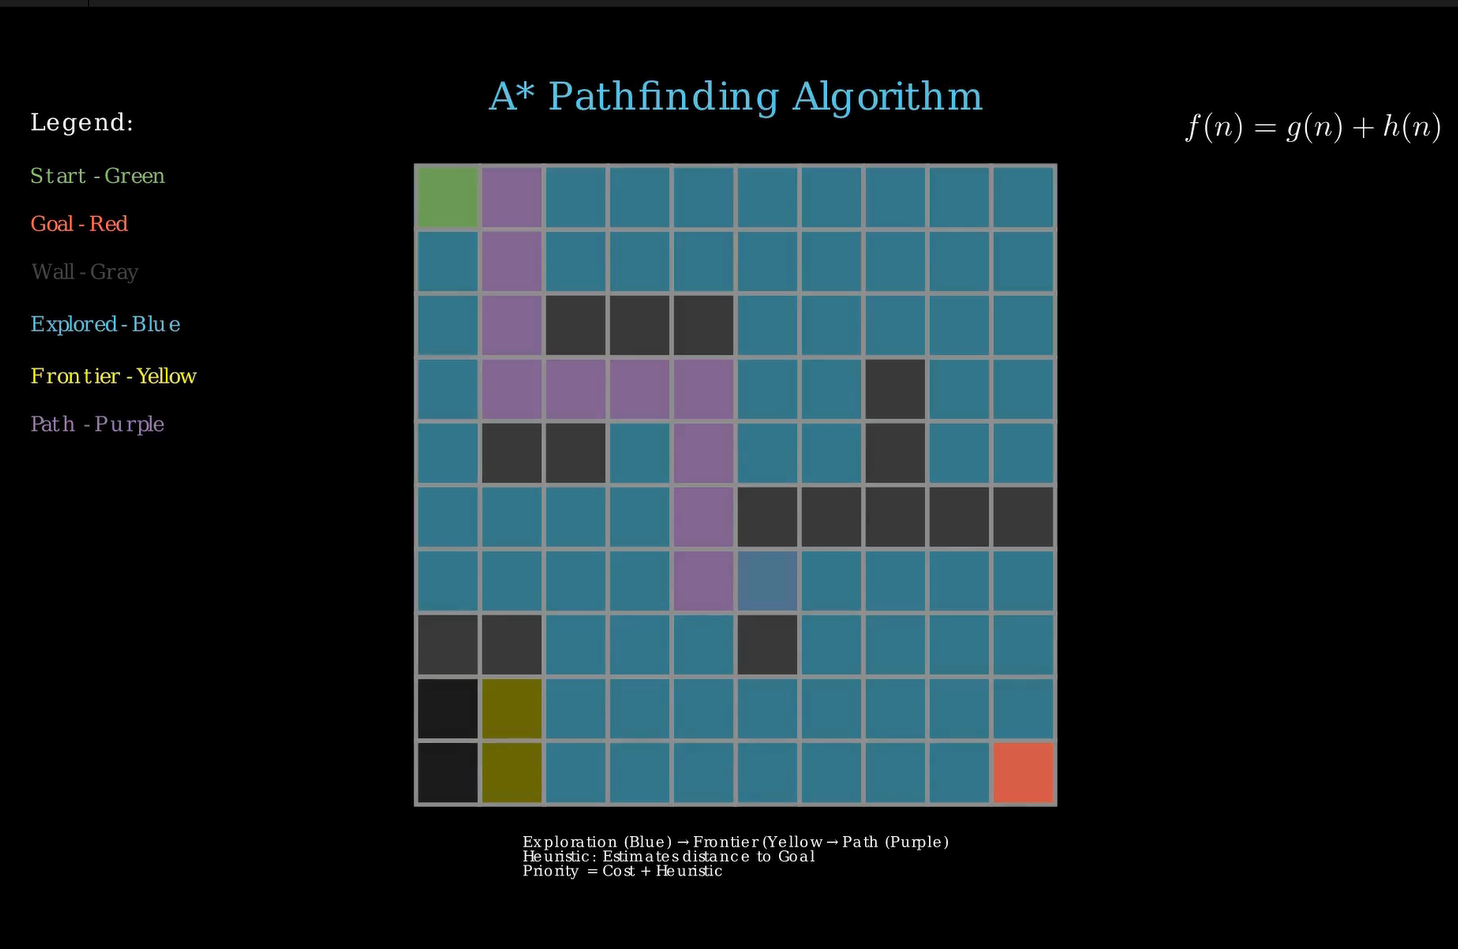 A* Pathfinding Algorithm
f(n) = g(n) + h(n)
Legend:
Start - Green
Goal - Red
Wall - Gray
Explored - Blue
Frontier - Yellow
Path - Purple
Exploration (Blue) → Frontier (Yellow → Path (Purple)
Heuristic: Estimates distance to Goal
Priority = Cost + Heuristic